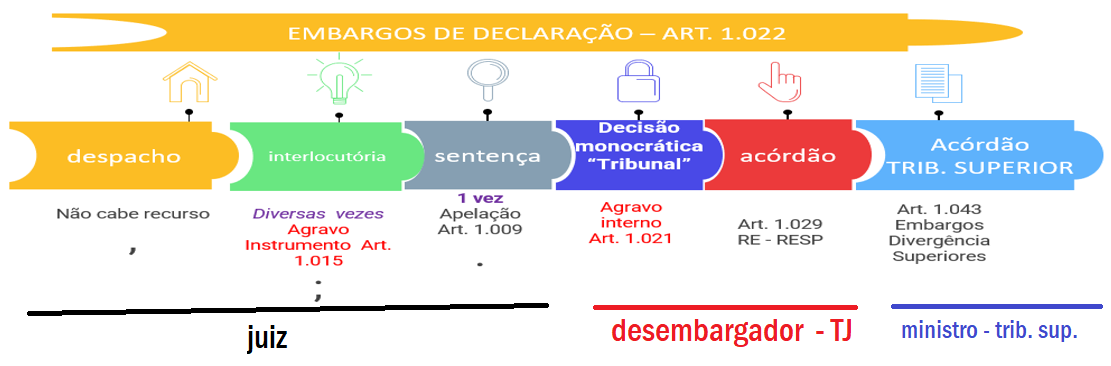 EMBARGOS DE DECLARAÇÃO – ART. 1.022
despacho
interlocutória
sentença
Decisão
monocrática
“Tribunal”
acórdão
Acórdão
TRIB. SUPERIOR
Não cabe recurso
,
Diversas vezes
Agravo
Instrumento Art.
1.015
;
1 vez
Apelação
Art. 1.009
.
Agravo
interno
Art. 1.021
Art. 1.029
RE - RESP
Art. 1.043
Embargos
Divergência
Superiores
juiz
desembargador - TJ
ministro - trib. sup.